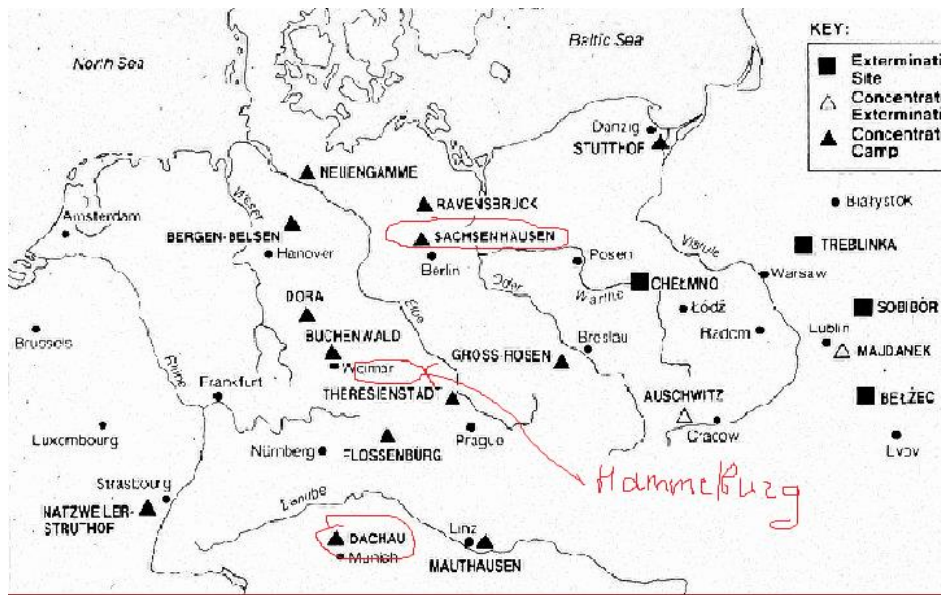 KEY:
Baltic Sea
North Sea
Exterminati
Site
Concentrat
Extermination
Concentrat
Camp
Danzig
STUTTHOF
NEUENGAMME
RAVENSBRUCK
Białystok
Weser
Amsterdam
BERGEN-BELSEN
SACHSENHAUSEN
Vistule
TREBLINKA
Hanover
Berlin
Posen
Warsaw
Oder
Warthe
CHEŁMNO
DORA
Elbe
Łódź
SOBIBÓR
Brussels
BUCHENWALD
Breslau
Radom
Lublin
MAJDANEK
Rhine
Weimar
GROSS-ROSEN
Frankfurt
THERESIENSTADT
AUSCHWITZ
BEŁŻEC
Luxembourg
Nürnberg
FLOSSENBÜRG
Prague
Cracow
Lvov
Strasbourg
Danube
Hammelburg
NATZWEILER-
STRUTHOF
DACHAU
Linz
Munich
MAUTHAUSEN